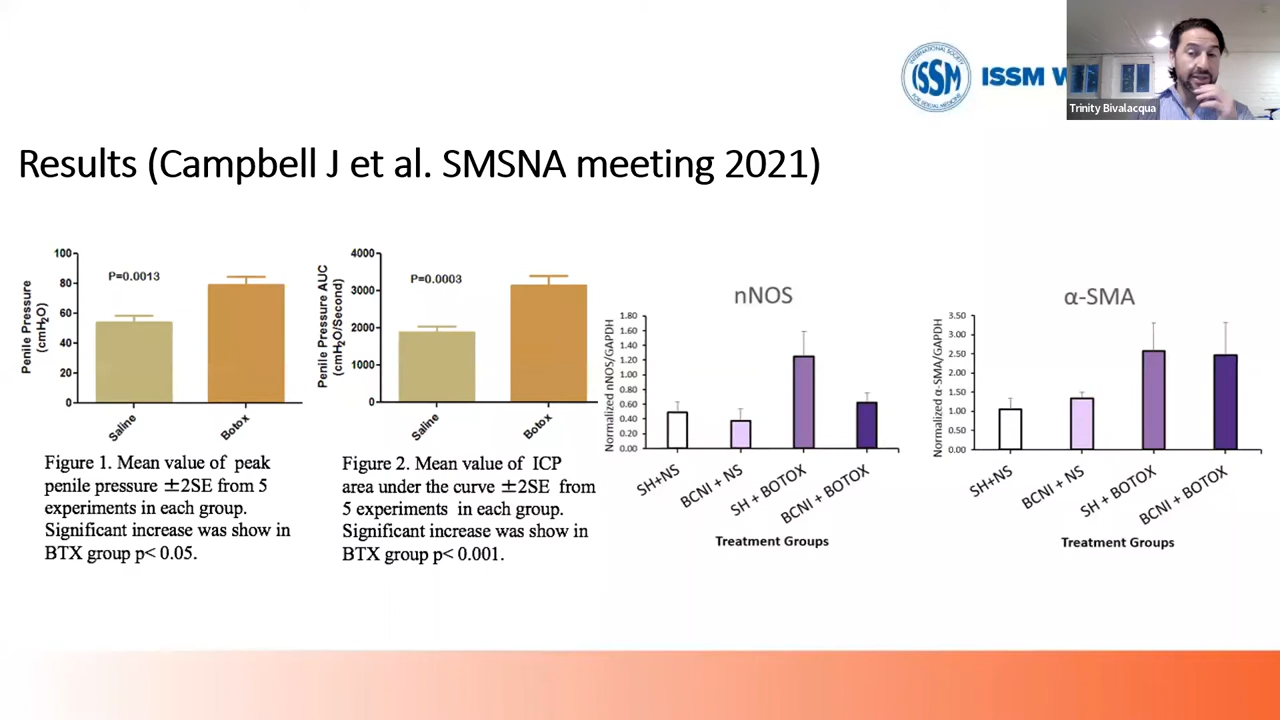 INTERNATIONAL SOCIETY
ISSM
FOR SEXUAL MEDICINE
ISSM
Trinity Bivalacqua
Results (Campbell J et al. SMSNA meeting 2021)
Penile Pressure
(cmH2O)
100
80
60
40
20
0
P=0.0013
Saline
Botox
Figure 1. Mean value of peak
penile pressure ±2SE from 5
experiments in each group.
Significant increase was show in
BTX group p< 0.05.
Penile Pressure AUC
(cmH2O/Second)
4000
3000
2000
1000
0
P=0.0003
Saline
Botox
Figure 2. Mean value of ICP
area under the curve ±2SE from
5 experiments in each group.
Significant increase was show in
BTX group p< 0.001.
nNOS
Normalized nNOS/GAPDH
1.80
1.60
1.40
1.20
1.00
0.80
0.60
0.40
0.20
0.00
SH+NS
BCNI + NS
SH + BOTOX
BCNI + BOTOX
Treatment Groups
α-SMA
Normalized α-SMA/GAPDH
3.50
3.00
2.50
2.00
1.50
1.00
0.50
0.00
SH+NS
BCNI + NS
SH + BOTOX
BCNI + BOTOX
Treatment Groups